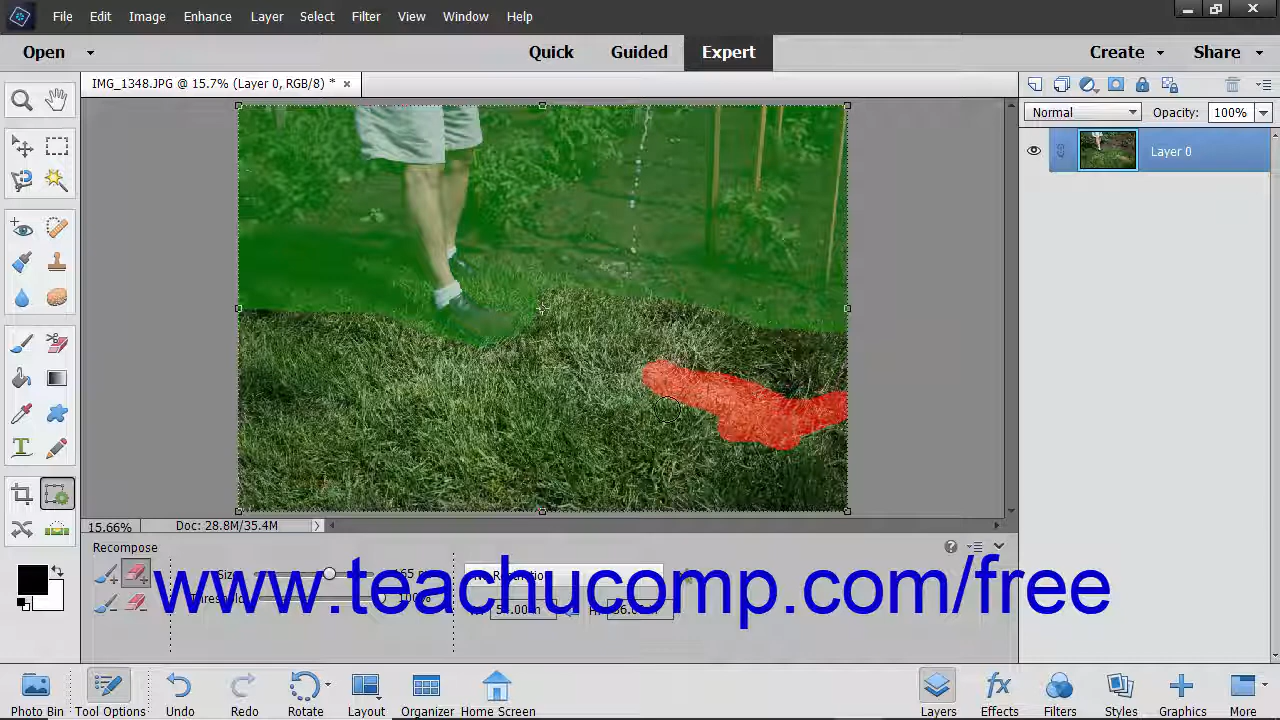 File Edit Image Enhance Layer Select Filter View Window Help
Open Quick Guided Expert Create Share
IMG_1348.JPG @ 15.7% (Layer 0, RGB/8) * ×
Normal Opacity: 100%
Layer 0
15.66% Doc: 28.8M/35.4M
Recompose
www.teachucomp.com/free
100%
Photo Bin Tool Options Undo Redo Rotate Layout Organizer Home Screen Layers Effects Filters Styles Graphics More